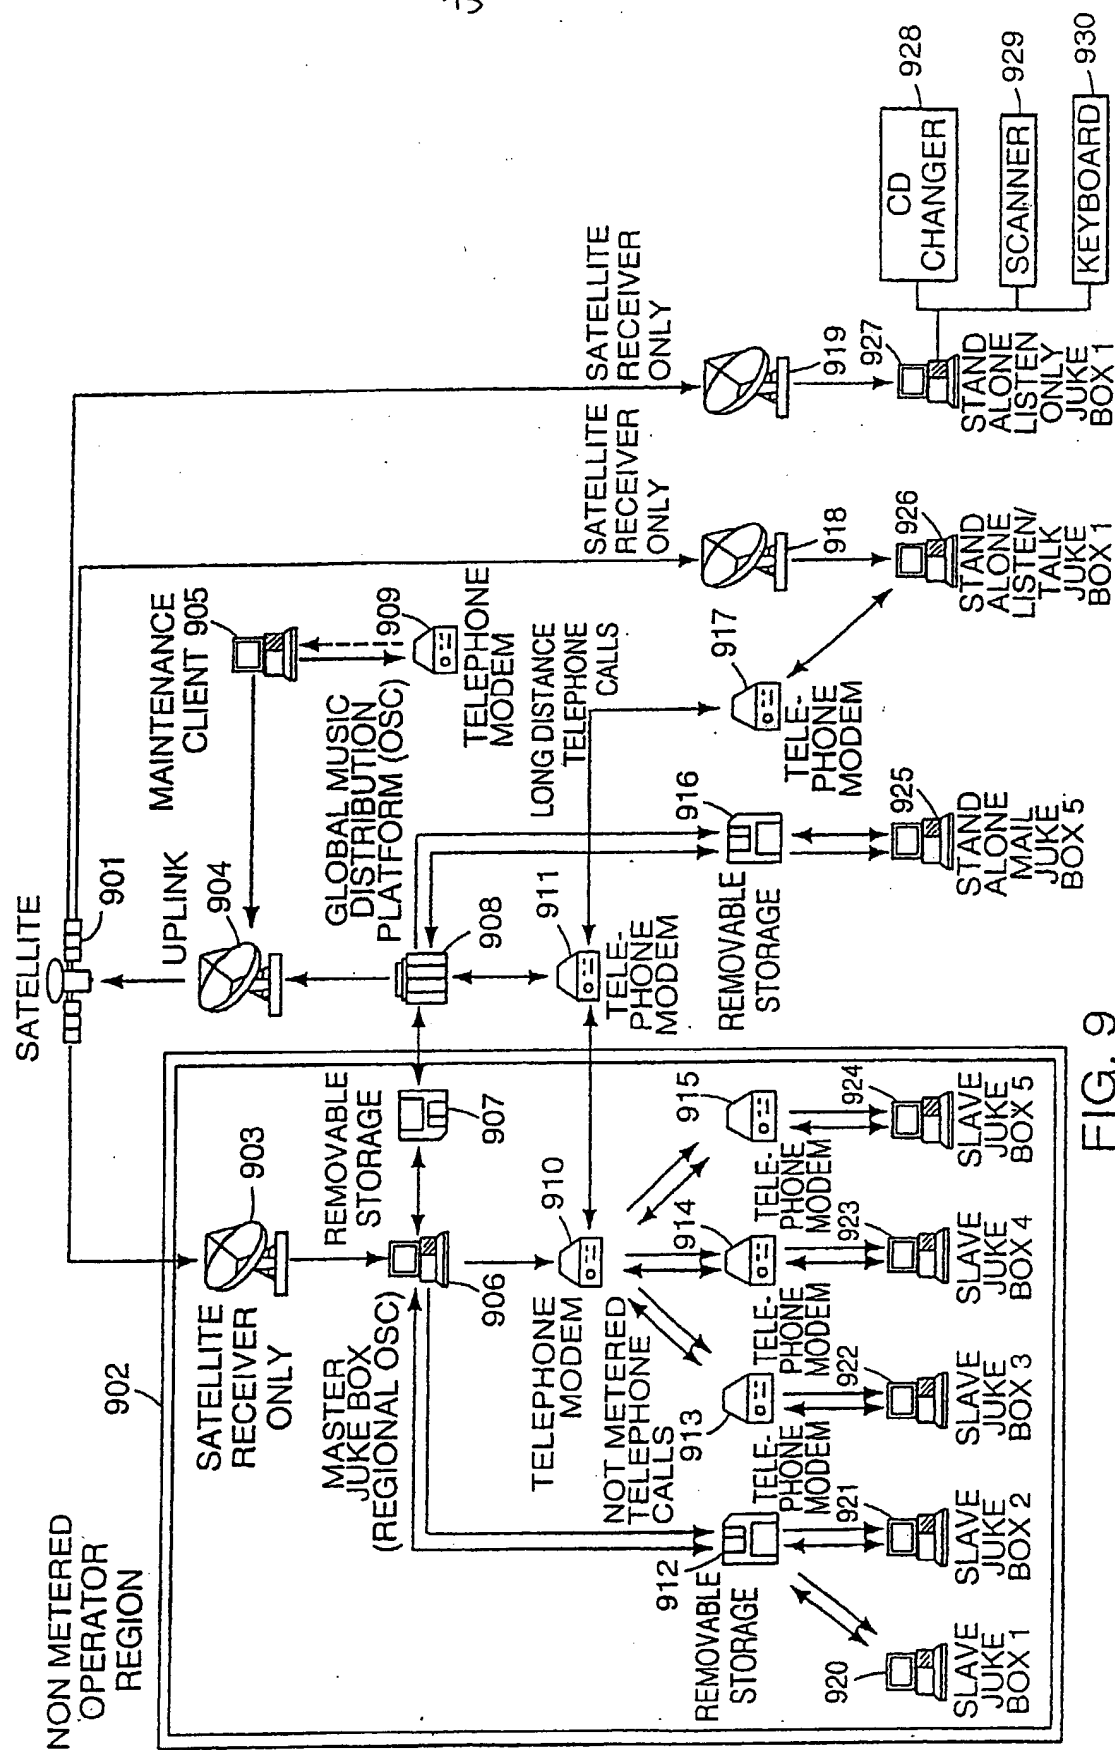 NON METERED
OPERATOR
REGION
902
SATELLITE
901
UPLINK
904
MAINTENANCE
CLIENT 905
909
TELEPHONE
MODEM
SATELLITE
RECEIVER
ONLY
903
REMOVABLE
STORAGE
907
GLOBAL MUSIC
DISTRIBUTION
PLATFORM (OSC)
908
MASTER
JUKE BOX
(REGIONAL OSC)
906
TELEPHONE
MODEM
910
911
TELE-
PHONE
MODEM
LONG DISTANCE
TELEPHONE
CALLS
SATELLITE
RECEIVER
ONLY
SATELLITE
RECEIVER
ONLY
NOT METERED
TELEPHONE
CALLS
912
REMOVABLE
STORAGE
913
TELE-
PHONE
MODEM
914
TELE-
PHONE
MODEM
915
TELE-
PHONE
MODEM
916
REMOVABLE
STORAGE
917
TELE-
PHONE
MODEM
918
919
920
SLAVE
JUKE
BOX 1
921
SLAVE
JUKE
BOX 2
922
SLAVE
JUKE
BOX 3
923
SLAVE
JUKE
BOX 4
924
SLAVE
JUKE
BOX 5
925
STAND
ALONE
MAIL
JUKE
BOX 5
926
STAND
ALONE
LISTEN/
TALK
JUKE
BOX 1
927
STAND
ALONE
LISTEN
ONLY
JUKE
BOX 1
CD
CHANGER
928
SCANNER
929
KEYBOARD
930
FIG. 9